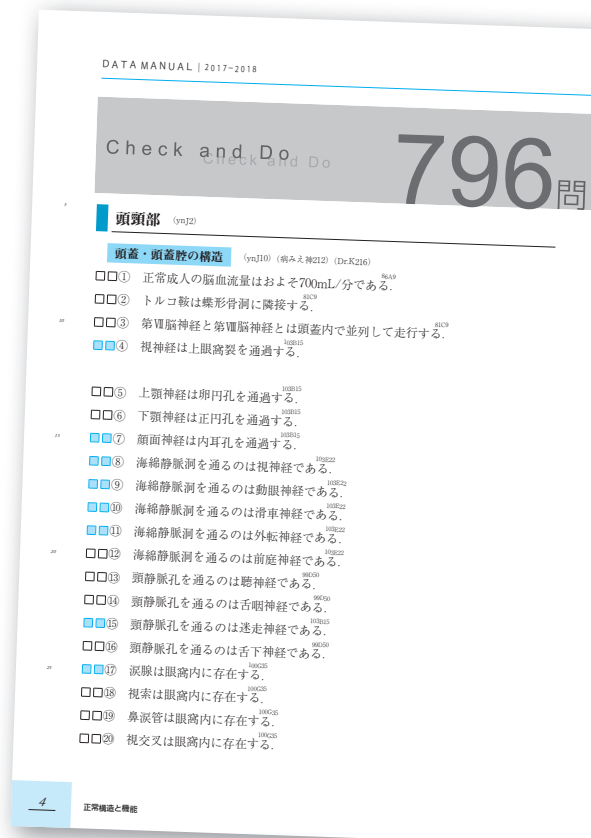 DATA MANUAL | 2017-2018
Check and Do
Check and Do
796問
頭頸部 (ynJ2)
頭蓋・頭蓋腔の構造 (ynJ10) (病みえ神212) (Dr.K216)
□□① 正常成人の脳血流量はおよそ700mL/分である. 86A9
□□② トルコ鞍は蝶形骨洞に隣接する. 81C9
□□③ 第Ⅶ脳神経と第Ⅷ脳神経とは頭蓋内で並列して走行する. 81C9
□□④ 視神経は上眼窩裂を通過する. 103B15
□□⑤ 上顎神経は卵円孔を通過する. 103B15
□□⑥ 下顎神経は正円孔を通過する. 103B15
□□⑦ 顔面神経は内耳孔を通過する. 103B15
□□⑧ 海綿静脈洞を通るのは視神経である. 103E22
□□⑨ 海綿静脈洞を通るのは動眼神経である. 103E22
□□⑩ 海綿静脈洞を通るのは滑車神経である. 103E22
□□⑪ 海綿静脈洞を通るのは外転神経である. 103E22
□□⑫ 海綿静脈洞を通るのは前庭神経である. 103E22
□□⑬ 頸静脈孔を通るのは聴神経である. 99D50
□□⑭ 頸静脈孔を通るのは舌咽神経である. 99D50
□□⑮ 頸静脈孔を通るのは迷走神経である. 103B15
□□⑯ 頸静脈孔を通るのは舌下神経である. 99D50
□□⑰ 涙腺は眼窩内に存在する. 100G35
□□⑱ 視索は眼窩内に存在する. 100G35
□□⑲ 鼻涙管は眼窩内に存在する. 100G35
□□⑳ 視交叉は眼窩内に存在する. 100G35
4 正常構造と機能